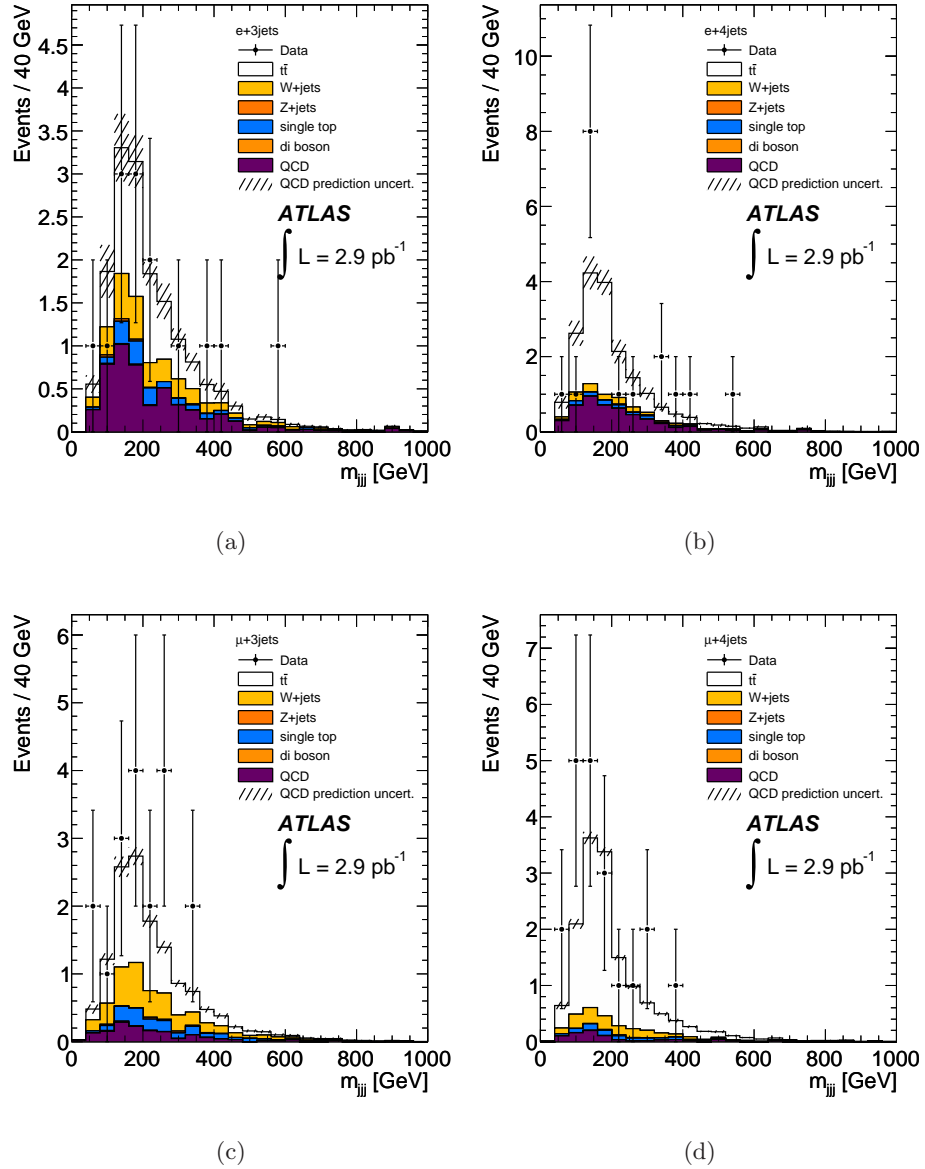 Events / 40 GeV
4.5
4
3.5
3
2.5
2
1.5
1
0.5
0
e+3jets
Data
tt̄
W+jets
Z+jets
single top
di boson
QCD
QCD prediction uncert.
ATLAS
∫ L = 2.9 pb⁻¹
0 200 400 600 800 1000
m_jjj [GeV]
(a)
Events / 40 GeV
10
8
6
4
2
0
e+4jets
Data
tt̄
W+jets
Z+jets
single top
di boson
QCD
QCD prediction uncert.
ATLAS
∫ L = 2.9 pb⁻¹
0 200 400 600 800 1000
m_jjj [GeV]
(b)
Events / 40 GeV
6
5
4
3
2
1
0
μ+3jets
Data
tt̄
W+jets
Z+jets
single top
di boson
QCD
QCD prediction uncert.
ATLAS
∫ L = 2.9 pb⁻¹
0 200 400 600 800 1000
m_jjj [GeV]
(c)
Events / 40 GeV
7
6
5
4
3
2
1
0
μ+4jets
Data
tt̄
W+jets
Z+jets
single top
di boson
QCD
QCD prediction uncert.
ATLAS
∫ L = 2.9 pb⁻¹
0 200 400 600 800 1000
m_jjj [GeV]
(d)